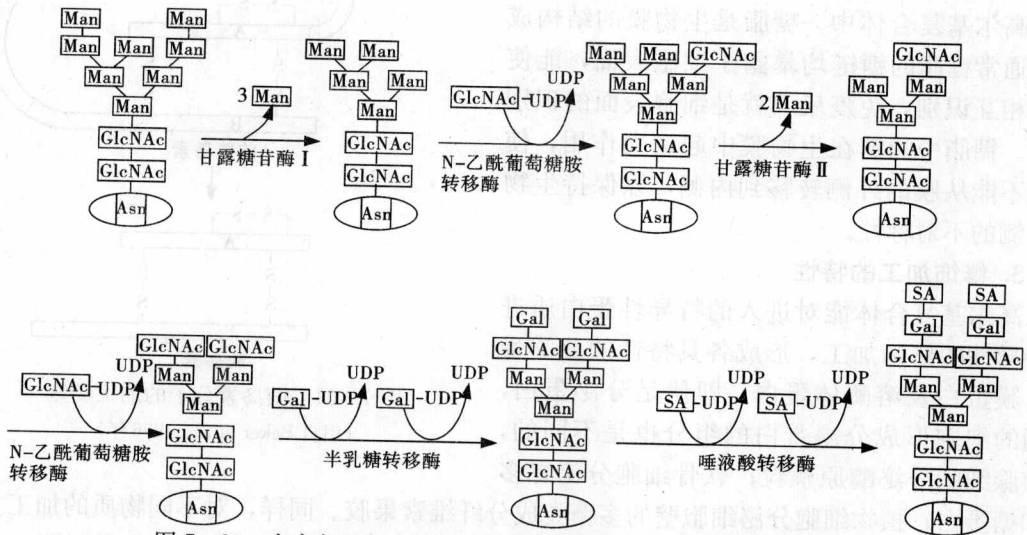 Man Man
Man Man Man Man
Man Man
Man
GlcNAc
GlcNAc
Asn
3 Man
甘露糖苷酶Ⅰ
Man Man
Man Man
Man
GlcNAc
GlcNAc
Asn
GlcNAc-UDP
UDP
N-乙酰葡萄糖胺
转移酶
Man Man GlcNAc
Man Man
Man
GlcNAc
GlcNAc
Asn
2 Man
甘露糖苷酶Ⅱ
GlcNAc
Man Man
Man
GlcNAc
GlcNAc
Asn
GlcNAc-UDP
UDP
N-乙酰葡萄糖胺
转移酶
GlcNAc GlcNAc
Man Man
Man
GlcNAc
GlcNAc
Asn
UDP UDP
Gal-UDP Gal-UDP
半乳糖转移酶
Gal Gal
GlcNAc GlcNAc
Man Man
Man
GlcNAc
GlcNAc
Asn
UDP UDP
SA-UDP SA-UDP
唾液酸转移酶
SA SA
Gal Gal
GlcNAc GlcNAc
Man Man
Man
GlcNAc
GlcNAc
Asn